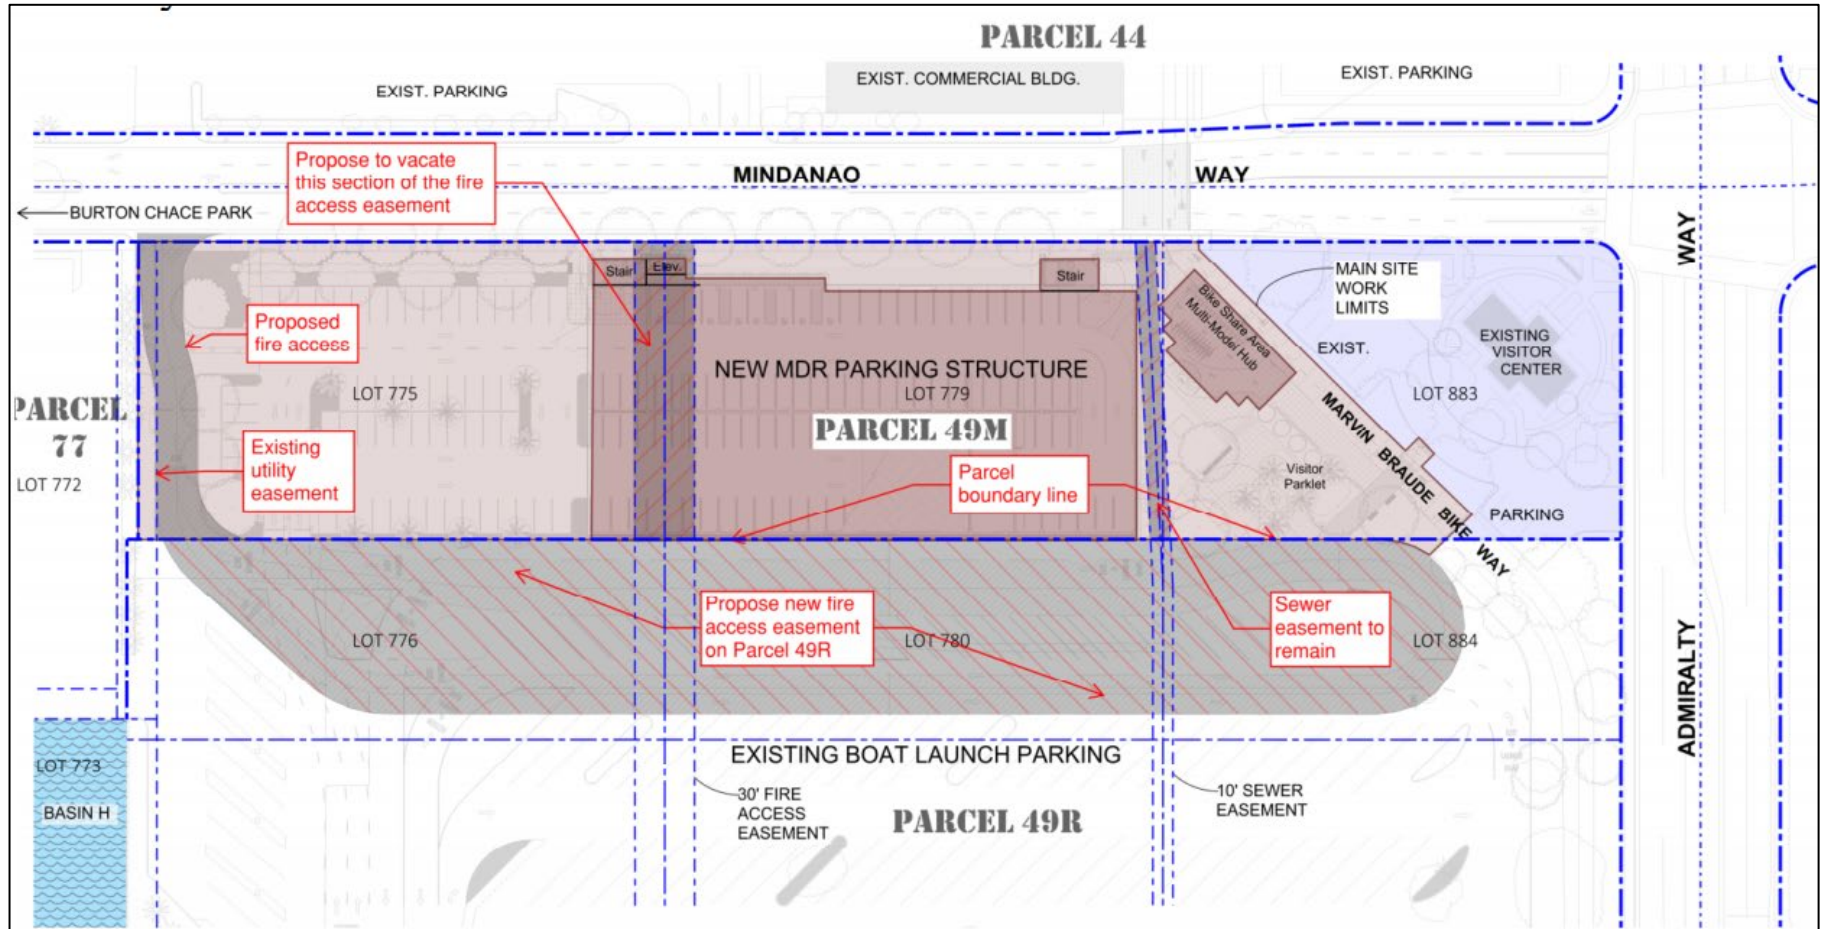 PARCEL 44
EXIST. PARKING
EXIST. COMMERCIAL BLDG.
EXIST. PARKING
Propose to vacate
this section of the fire
access easement
MINDANAO
WAY
BURTON CHACE PARK
WAY
Stair
Elev.
Stair
MAIN SITE
WORK
LIMITS
Bike Share Area
Multi-Model Hub
Proposed
fire access
EXIST.
EXISTING
VISITOR
CENTER
NEW MDR PARKING STRUCTURE
LOT 775
LOT 779
LOT 883
PARCEL
77
PARCEL 49M
MARVIN BRAUDE BIKE WAY
Existing
utility
easement
Parcel
boundary line
Visitor
Parklet
LOT 772
PARKING
Propose new fire
access easement
on Parcel 49R
Sewer
easement to
remain
LOT 776
LOT 780
LOT 884
ADMIRALTY
EXISTING BOAT LAUNCH PARKING
LOT 773
BASIN H
30' FIRE
ACCESS
EASEMENT
PARCEL 49R
10' SEWER
EASEMENT